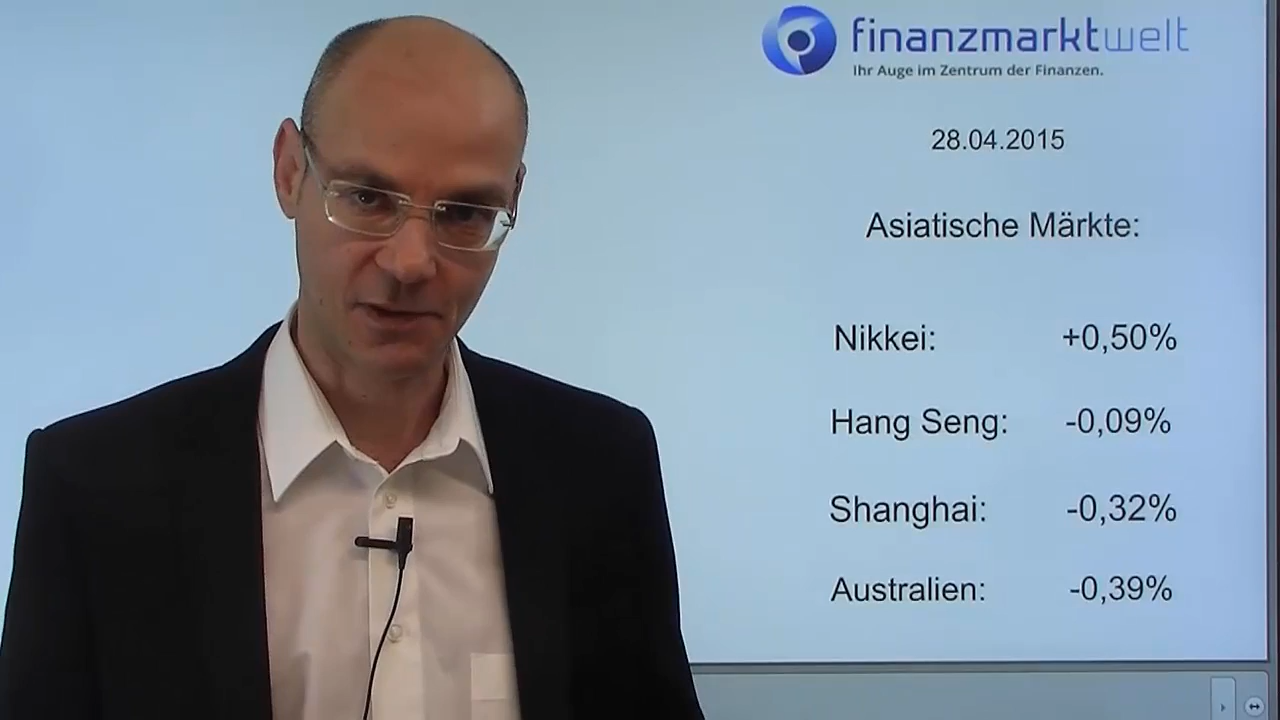 finanzmarktwelt
Ihr Auge im Zentrum der Finanzen.
28.04.2015
Asiatische Märkte:
Nikkei: +0,50%
Hang Seng: -0,09%
Shanghai: -0,32%
Australien: -0,39%